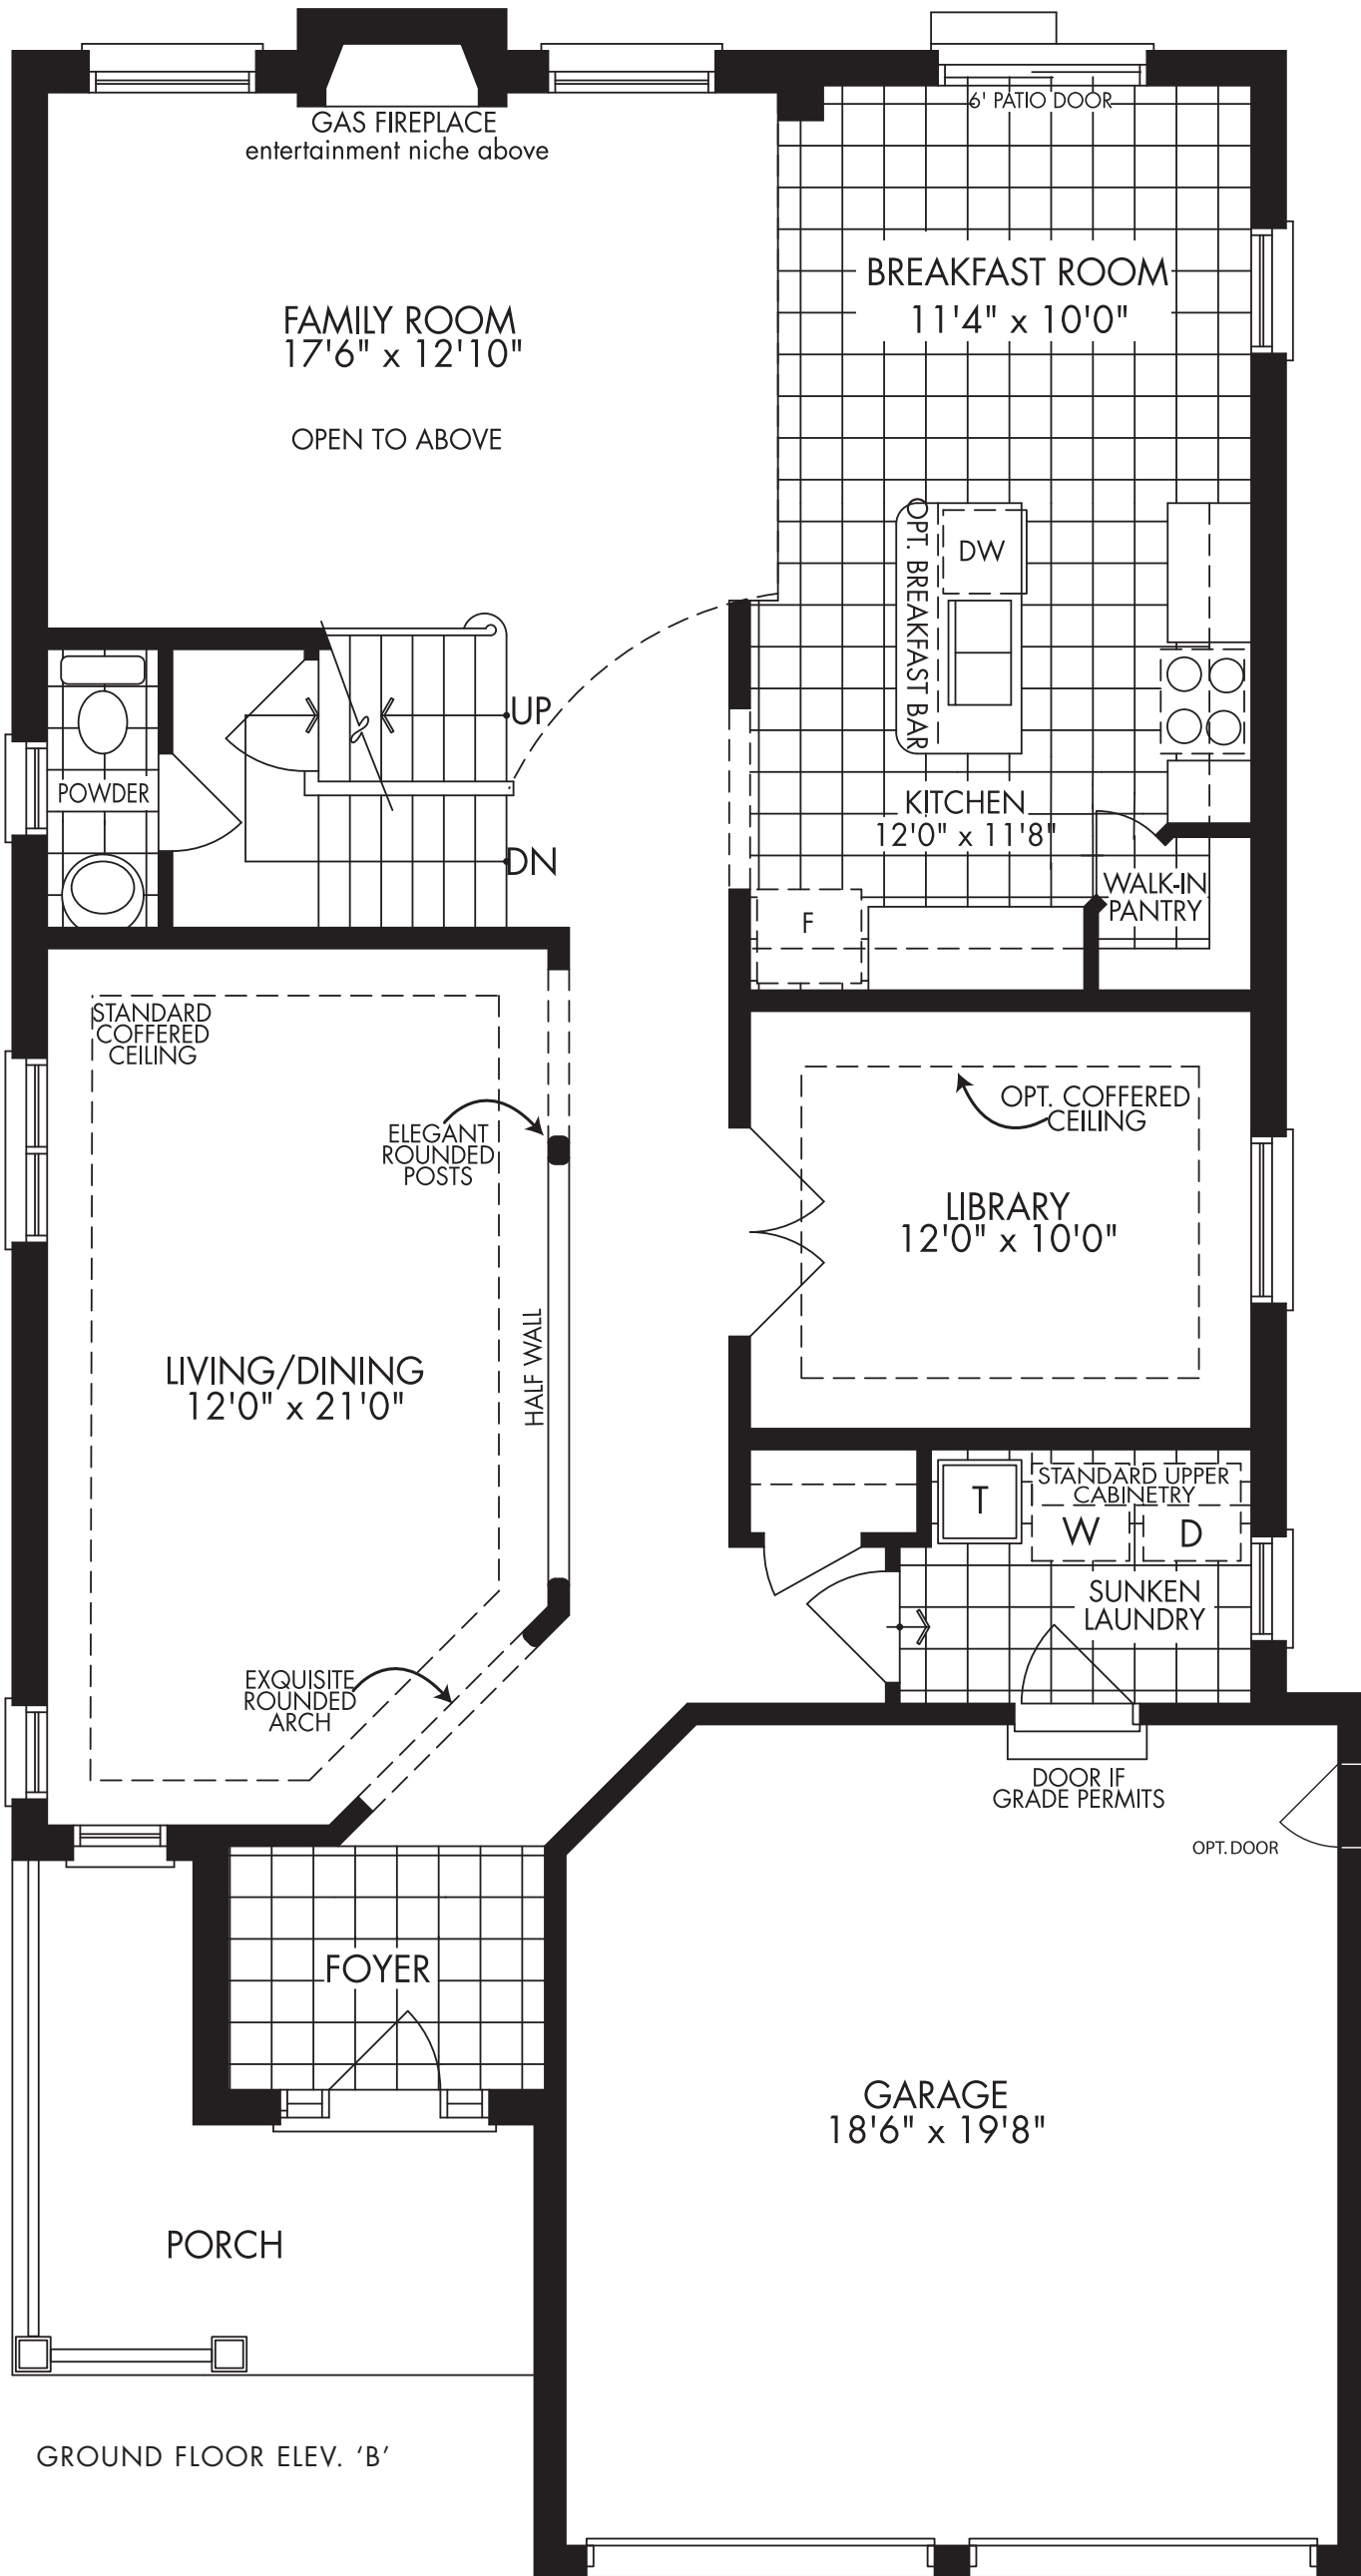 6' PATIO DOOR
GAS FIREPLACE
entertainment niche above
BREAKFAST ROOM
11'4" x 10'0"
FAMILY ROOM
17'6" x 12'10"
OPEN TO ABOVE
OPT. BREAKFAST BAR
DW
UP
POWDER
KITCHEN
12'0" x 11'8"
DN
WALK-IN
PANTRY
F
STANDARD
COFFERED
CEILING
OPT. COFFERED
CEILING
ELEGANT
ROUNDED
POSTS
LIBRARY
12'0" x 10'0"
HALF WALL
LIVING/DINING
12'0" x 21'0"
T
STANDARD UPPER
CABINETRY
W
D
SUNKEN
LAUNDRY
EXQUISITE
ROUNDED
ARCH
DOOR IF
GRADE PERMITS
OPT. DOOR
FOYER
GARAGE
18'6" x 19'8"
PORCH
GROUND FLOOR ELEV. ‘B’